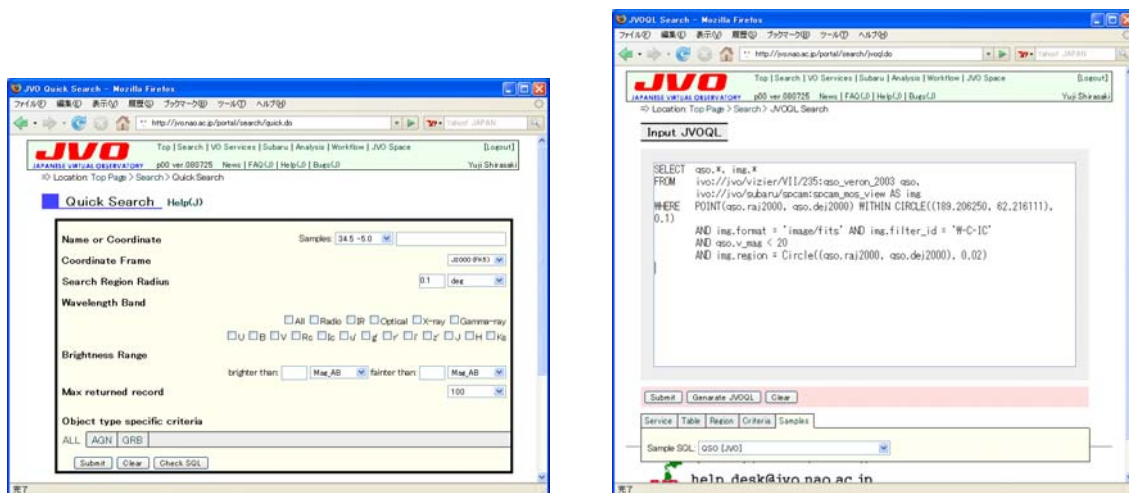 JVO Quick Search - Mozilla Firefox
ファイル(F) 編集(E) 表示(V) 履歴(S) ブックマーク(B) ツール(T) ヘルプ(H)
http://jvo.nao.ac.jp/portal/search/quick.do
JVO
JAPANESE VIRTUAL OBSERVATORY
Top | Search | VO Services | Subaru | Analysis | Workflow | JVO Space
[Logout]
p00 ver.080725 News | FAQ(J) | Help(J) | Bugs(J)
Yuji Shirasaki
Location: Top Page > Search > Quick Search
Quick Search Help(J)
Name or Coordinate Samples: 34.5 -5.0
Coordinate Frame J2000 (FK5)
Search Region Radius 0.1 deg
Wavelength Band
All Radio IR Optical X-ray Gamma-ray
U B V Rc Ic u' g' r' i' z' J H Ks
Brightness Range
brighter than: Mag_AB fainter than: Mag_AB
Max returned record 100
Object type specific criteria
ALL AGN GRB
Submit Clear Check SQL
完了
JVOQL Search - Mozilla Firefox
ファイル(F) 編集(E) 表示(V) 履歴(S) ブックマーク(B) ツール(T) ヘルプ(H)
http://jvo.nao.ac.jp/portal/search/jvoql.do
Yahoo! JAPAN
JVO
JAPANESE VIRTUAL OBSERVATORY
Top | Search | VO Services | Subaru | Analysis | Workflow | JVO Space
[Logout]
p00 ver.080725 News | FAQ(J) | Help(J) | Bugs(J)
Yuji Shirasaki
Location: Top Page > Search > JVOQL Search
Input JVOQL
SELECT qso.*, img.*
FROM ivo://jvo/vizier/VII/235:qso_veron_2003 qso,
ivo://jvo/subaru/spcam:spcam_mos_view AS img
WHERE POINT(qso.raj2000, qso.dej2000) WITHIN CIRCLE((189.206250, 62.216111),
0.1)
AND img.format = 'image/fits' AND img.filter_id = 'W-C-IC'
AND qso.v_mag < 20
AND img.region = Circle((qso.raj2000, qso.dej2000), 0.02)
Submit Genarate JVOQL Clear
Service Table Region Criteria Samples
Sample SQL: QSO [JVO]
help_desk@jvo.nao.ac.jp
完了